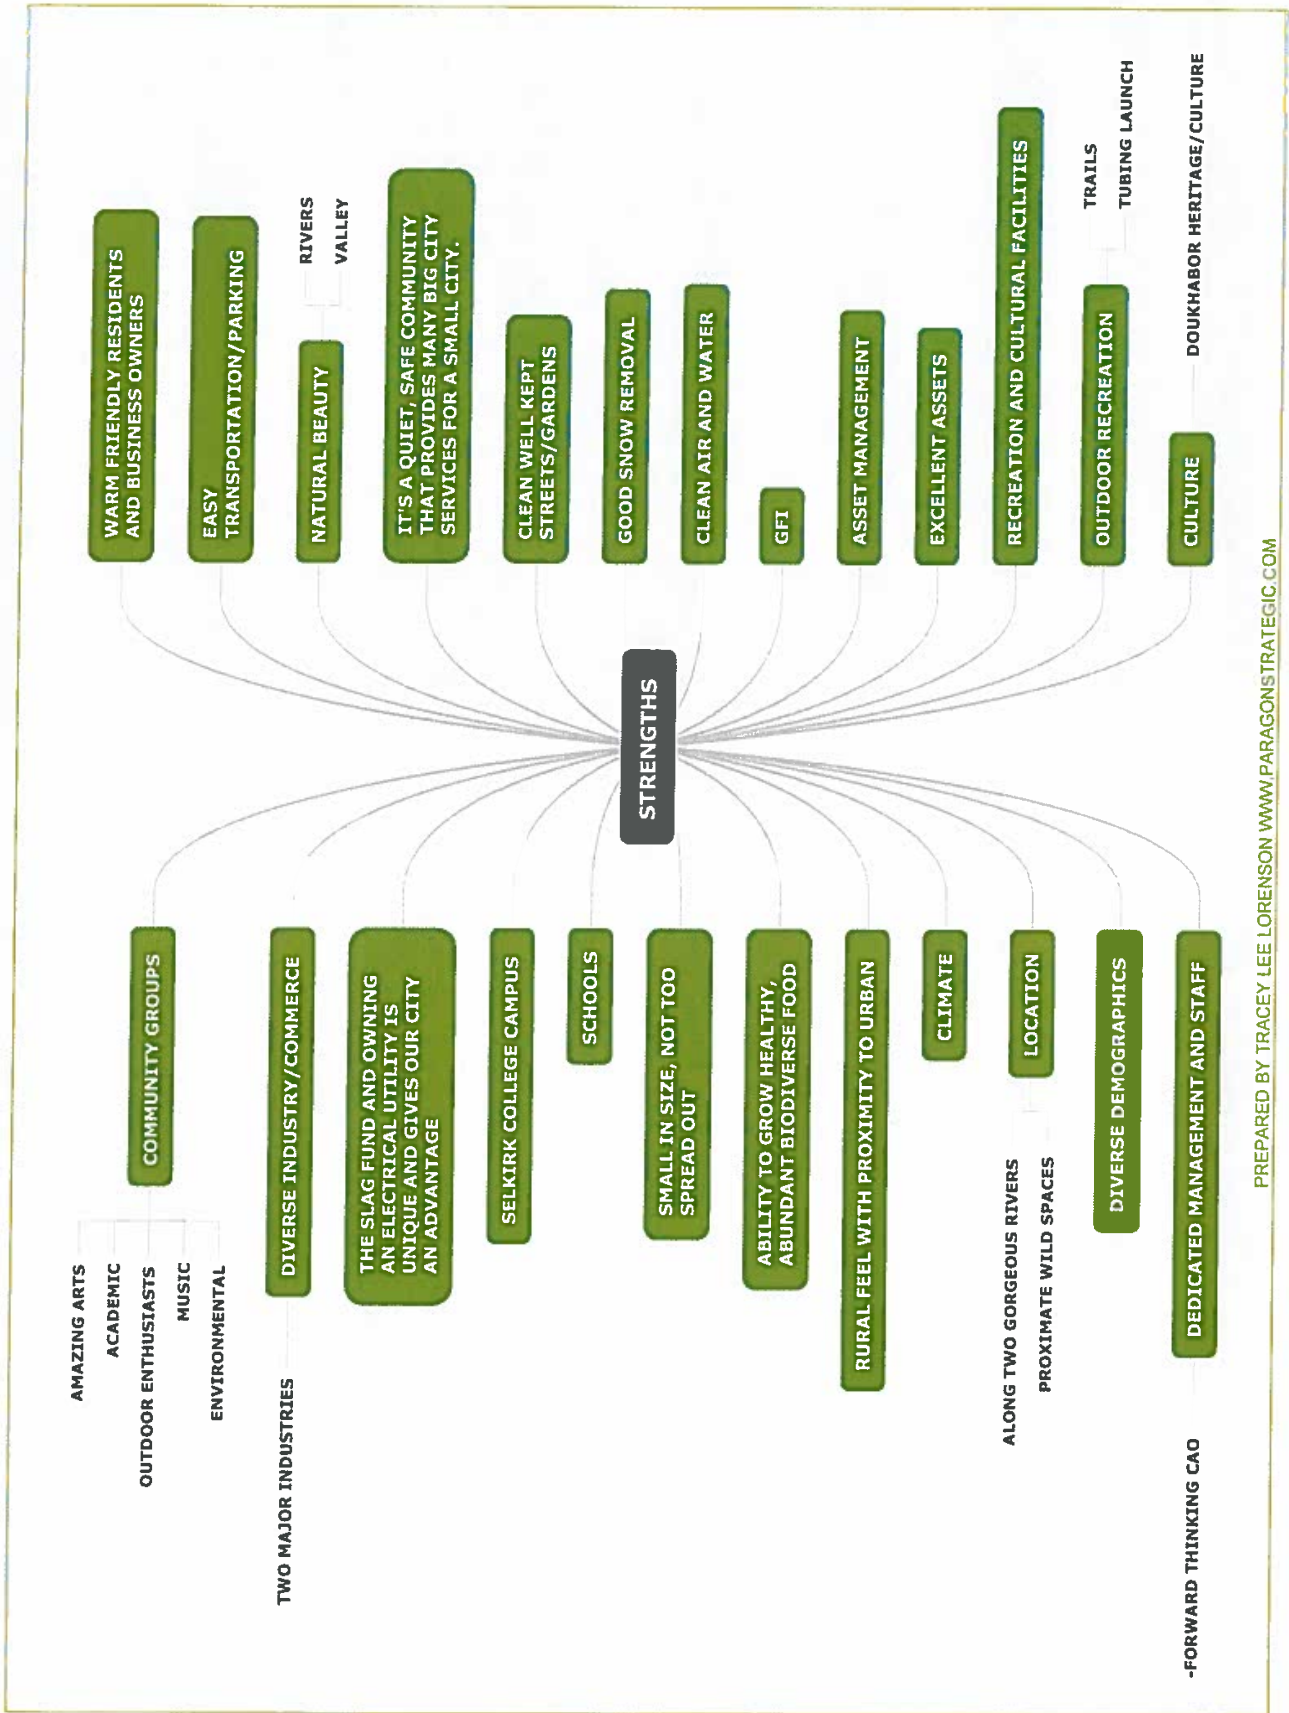 STRENGTHS
WARM FRIENDLY RESIDENTS
AND BUSINESS OWNERS
EASY
TRANSPORTATION/PARKING
NATURAL BEAUTY
RIVERS
VALLEY
IT'S A QUIET, SAFE COMMUNITY
THAT PROVIDES MANY BIG CITY
SERVICES FOR A SMALL CITY.
CLEAN WELL KEPT
STREETS/GARDENS
GOOD SNOW REMOVAL
CLEAN AIR AND WATER
GFI
ASSET MANAGEMENT
EXCELLENT ASSETS
RECREATION AND CULTURAL FACILITIES
OUTDOOR RECREATION
TRAILS
TUBING LAUNCH
CULTURE
DOUKHABOR HERITAGE/CULTURE
COMMUNITY GROUPS
AMAZING ARTS
ACADEMIC
OUTDOOR ENTHUSIASTS
MUSIC
ENVIRONMENTAL
DIVERSE INDUSTRY/COMMERCE
TWO MAJOR INDUSTRIES
THE SLAG FUND AND OWNING
AN ELECTRICAL UTILITY IS
UNIQUE AND GIVES OUR CITY
AN ADVANTAGE
SELKIRK COLLEGE CAMPUS
SCHOOLS
SMALL IN SIZE, NOT TOO
SPREAD OUT
ABILITY TO GROW HEALTHY,
ABUNDANT BIODIVERSE FOOD
RURAL FEEL WITH PROXIMITY TO URBAN
CLIMATE
LOCATION
ALONG TWO GORGEOUS RIVERS
PROXIMATE WILD SPACES
DIVERSE DEMOGRAPHICS
DEDICATED MANAGEMENT AND STAFF
-FORWARD THINKING CAO
PREPARED BY TRACEY LEE LORENSON WWW.PARAGONSTRATEGIC.COM